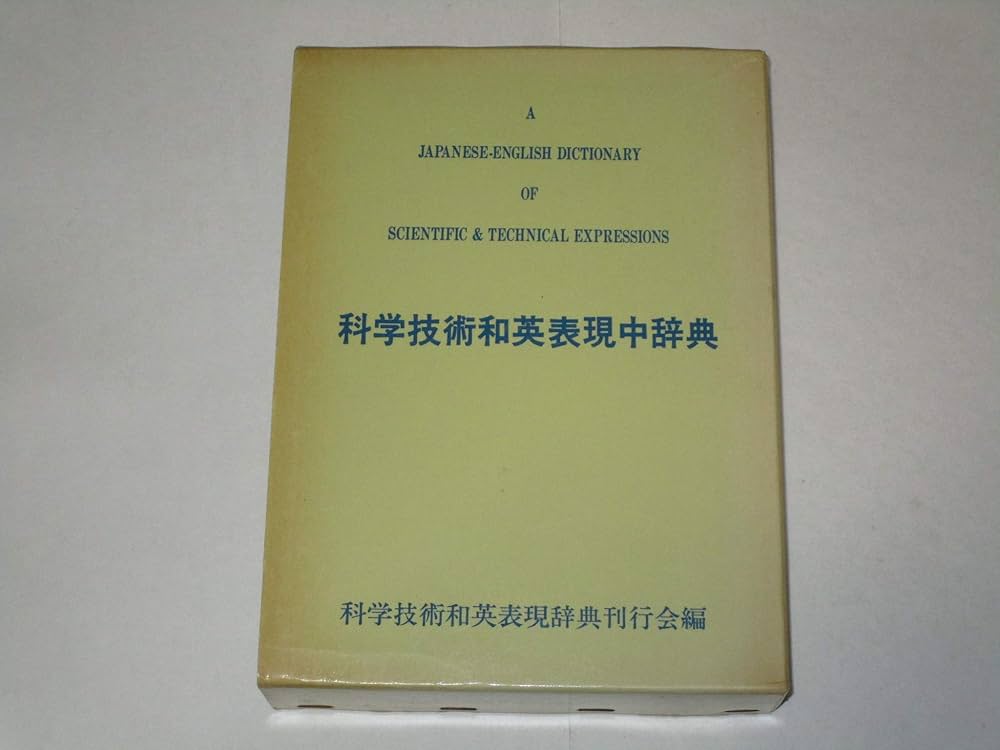 A
JAPANESE-ENGLISH DICTIONARY
OF
SCIENTIFIC & TECHNICAL EXPRESSIONS
科学技術和英表現中辞典
科学技術和英表現辞典刊行会編